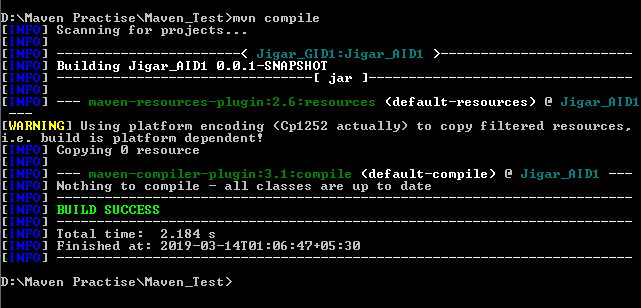 D:\Maven Practise\Maven_Test>mvn compile
[INFO] Scanning for projects...
[INFO]
[INFO] -----------------------< Jigar_GID1:Jigar_AID1 >------------------------
[INFO] Building Jigar_AID1 0.0.1-SNAPSHOT
[INFO] --------------------------------[ jar ]---------------------------------
[INFO]
[INFO] --- maven-resources-plugin:2.6:resources (default-resources) @ Jigar_AID1
---
[WARNING] Using platform encoding (Cp1252 actually) to copy filtered resources,
i.e. build is platform dependent!
[INFO] Copying 0 resource
[INFO]
[INFO] --- maven-compiler-plugin:3.1:compile (default-compile) @ Jigar_AID1 ---
[INFO] Nothing to compile - all classes are up to date
[INFO] ------------------------------------------------------------------------
[INFO] BUILD SUCCESS
[INFO] ------------------------------------------------------------------------
[INFO] Total time:  2.184 s
[INFO] Finished at: 2019-03-14T01:06:47+05:30
[INFO] ------------------------------------------------------------------------
D:\Maven Practise\Maven_Test>